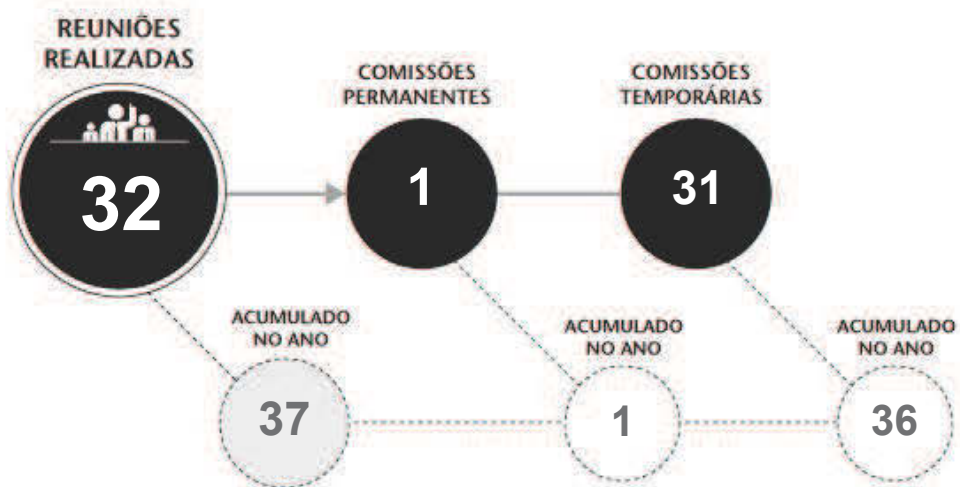 REUNIÕES
REALIZADAS
32
COMISSÕES
PERMANENTES
1
COMISSÕES
TEMPORÁRIAS
31
ACUMULADO
NO ANO
37
ACUMULADO
NO ANO
1
ACUMULADO
NO ANO
36